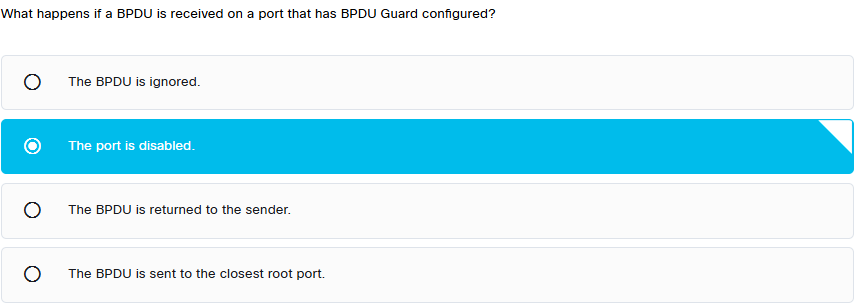 What happens if a BPDU is received on a port that has BPDU Guard configured?
The BPDU is ignored.
The port is disabled.
The BPDU is returned to the sender.
The BPDU is sent to the closest root port.